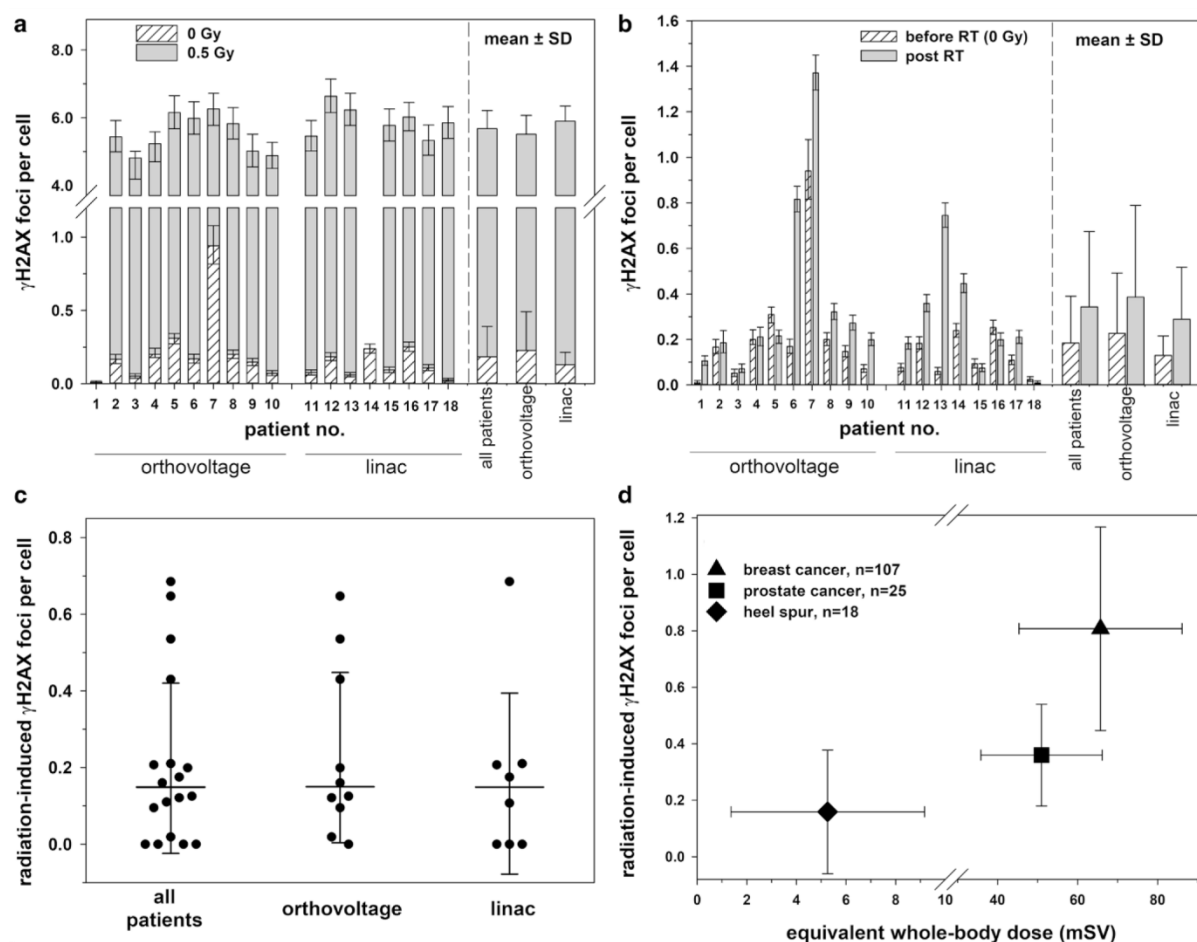 a
0 Gy
0.5 Gy
mean ± SD
8.0
6.0
4.0
1.0
0.5
0.0
γH2AX foci per cell
1 2 3 4 5 6 7 8 9 10 11 12 13 14 15 16 17 18
patient no.
orthovoltage linac
all patients
orthovoltage
linac
b
before RT (0 Gy)
post RT
mean ± SD
1.6
1.4
1.2
1.0
0.8
0.6
0.4
0.2
0.0
γH2AX foci per cell
1 2 3 4 5 6 7 8 9 10 11 12 13 14 15 16 17 18
patient no.
orthovoltage linac
all patients
orthovoltage
linac
c
0.8
0.6
0.4
0.2
0.0
radiation-induced γH2AX foci per cell
all
patients
orthovoltage
linac
d
1.2
1.0
0.8
0.6
0.4
0.2
0.0
radiation-induced γH2AX foci per cell
breast cancer, n=107
prostate cancer, n=25
heel spur, n=18
0 2 4 6 8 10 40 60 80
equivalent whole-body dose (mSV)